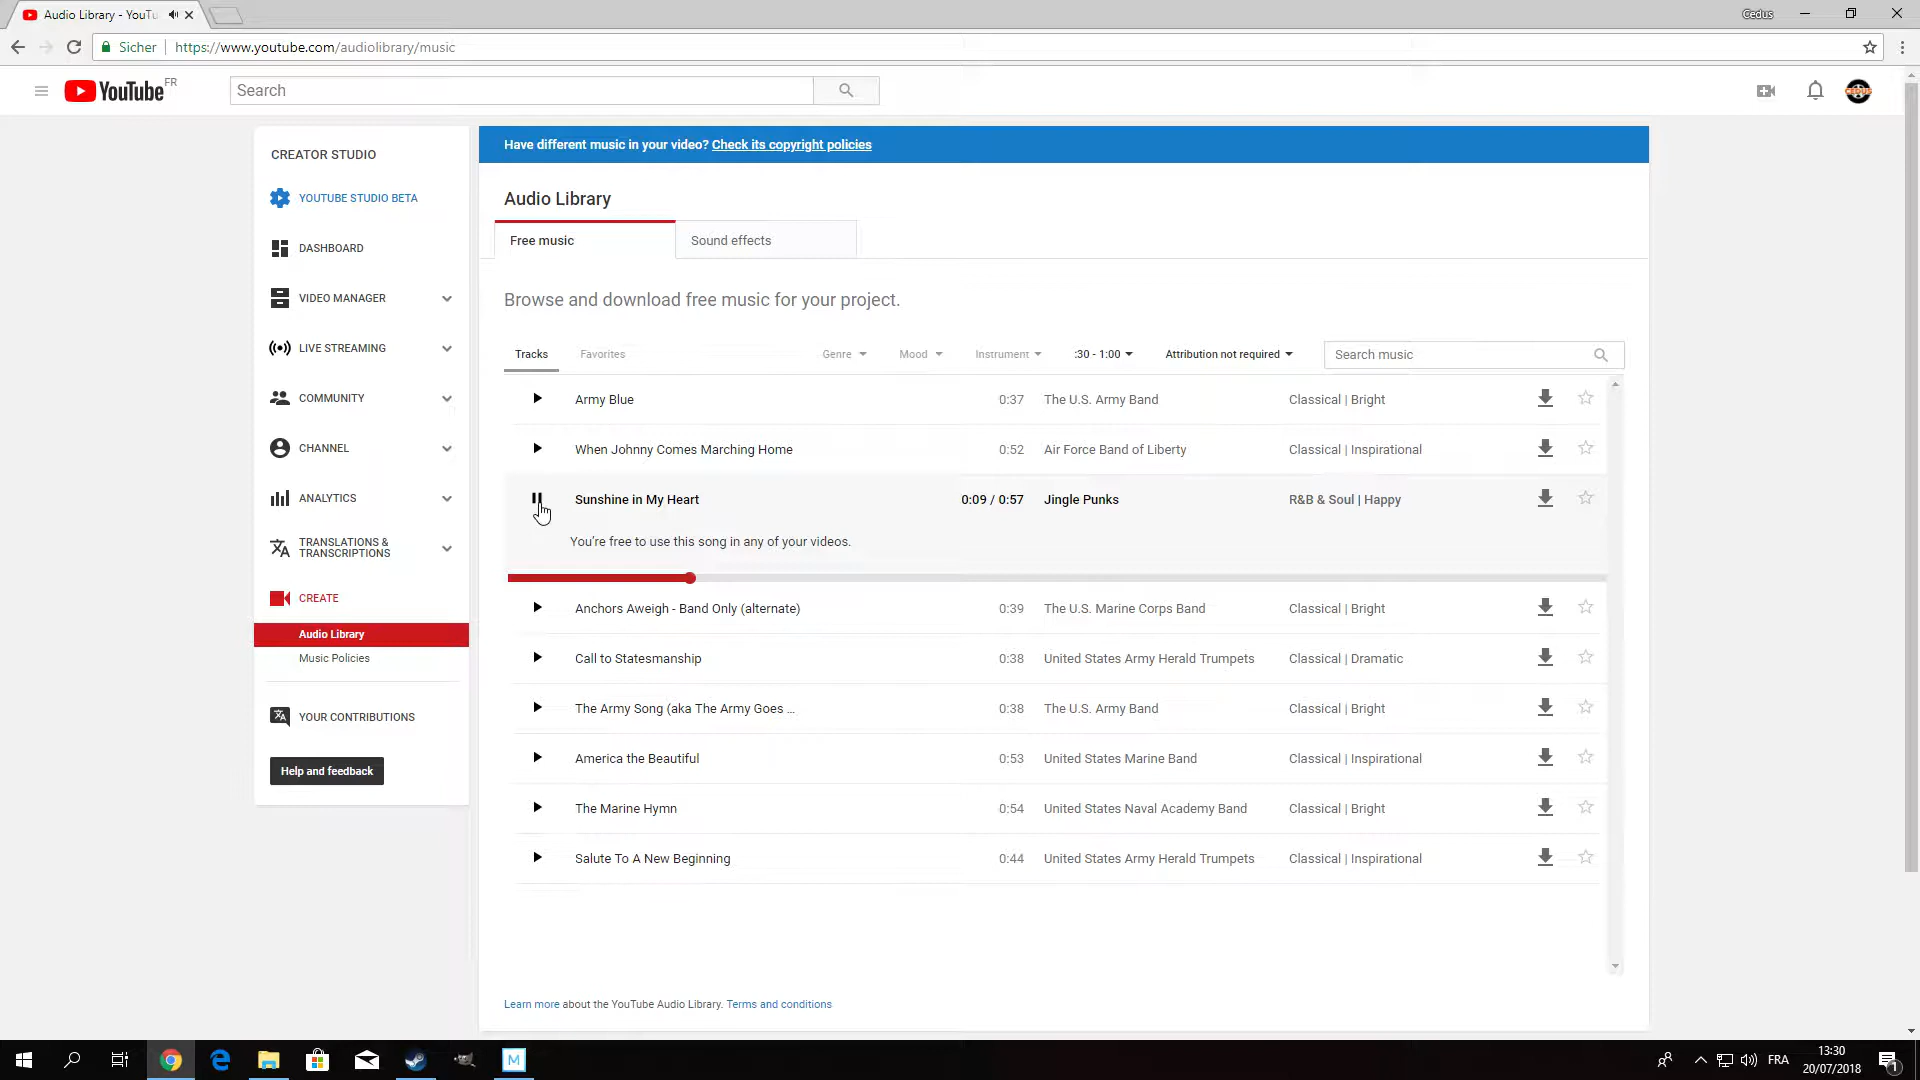 Audio Library - YouTu
Cedus
Sicher
https://www.youtube.com/audiolibrary/music
YouTube FR
Search
CREATOR STUDIO
YOUTUBE STUDIO BETA
DASHBOARD
VIDEO MANAGER
LIVE STREAMING
COMMUNITY
CHANNEL
ANALYTICS
TRANSLATIONS &
TRANSCRIPTIONS
CREATE
Audio Library
Music Policies
YOUR CONTRIBUTIONS
Help and feedback
Have different music in your video? Check its copyright policies
Audio Library
Free music
Sound effects
Browse and download free music for your project.
Tracks Favorites Genre Mood Instrument :30 - 1:00 Attribution not required Search music
Army Blue 0:37 The U.S. Army Band Classical | Bright
When Johnny Comes Marching Home 0:52 Air Force Band of Liberty Classical | Inspirational
Sunshine in My Heart 0:09 / 0:57 Jingle Punks R&B & Soul | Happy
You're free to use this song in any of your videos.
Anchors Aweigh - Band Only (alternate) 0:39 The U.S. Marine Corps Band Classical | Bright
Call to Statesmanship 0:38 United States Army Herald Trumpets Classical | Dramatic
The Army Song (aka The Army Goes ... 0:38 The U.S. Army Band Classical | Bright
America the Beautiful 0:53 United States Marine Band Classical | Inspirational
The Marine Hymn 0:54 United States Naval Academy Band Classical | Bright
Salute To A New Beginning 0:44 United States Army Herald Trumpets Classical | Inspirational
Learn more about the YouTube Audio Library. Terms and conditions
M
FRA
13:30
20/07/2018
1